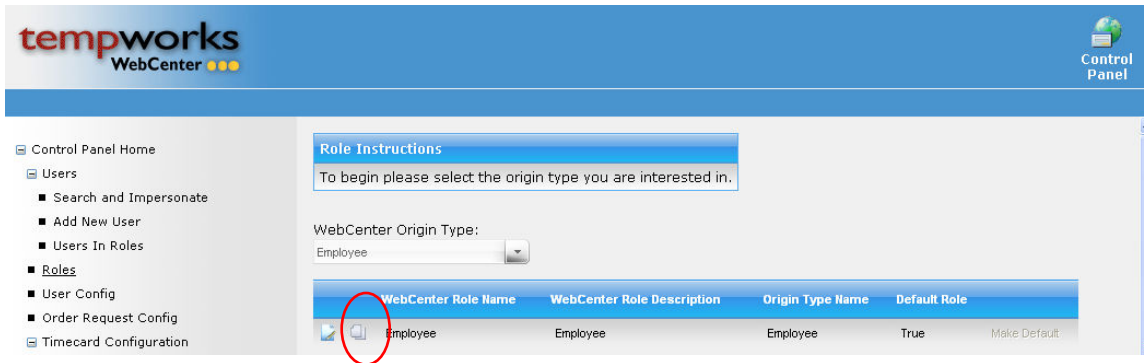 tempworks
WebCenter
Control
Panel
Control Panel Home
Users
Search and Impersonate
Add New User
Users In Roles
Roles
User Config
Order Request Config
Timecard Configuration
Role Instructions
To begin please select the origin type you are interested in.
WebCenter Origin Type:
Employee
WebCenter Role Name WebCenter Role Description Origin Type Name Default Role
Employee Employee Employee True Make Default